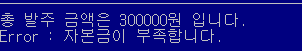 총 발주 금액은 300000원 입니다.
Error : 자본금이 부족합니다.